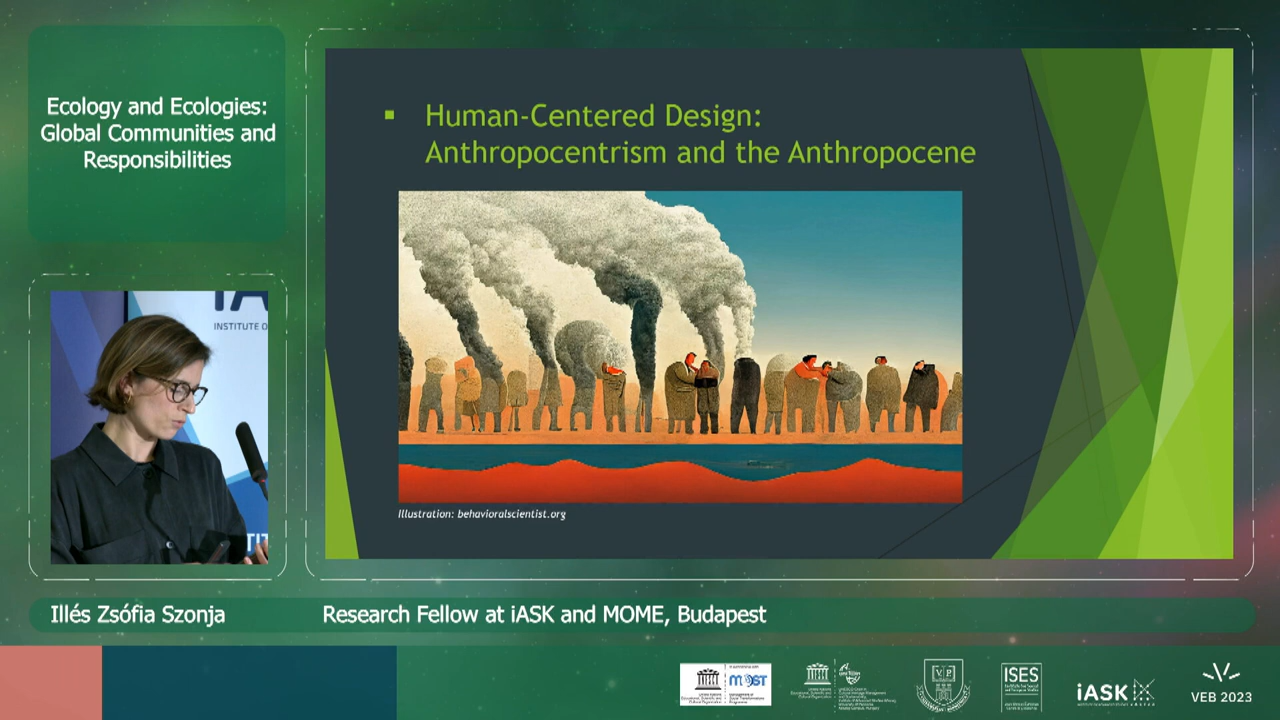 Ecology and Ecologies:
Global Communities and
Responsibilities
Human-Centered Design:
Anthropocentrism and the Anthropocene
Illustration: behavioralscientist.org
INSTITUTE O
Illés Zsófia Szonja
Research Fellow at iASK and MOME, Budapest
MOST
ISES
iASK
VEB 2023